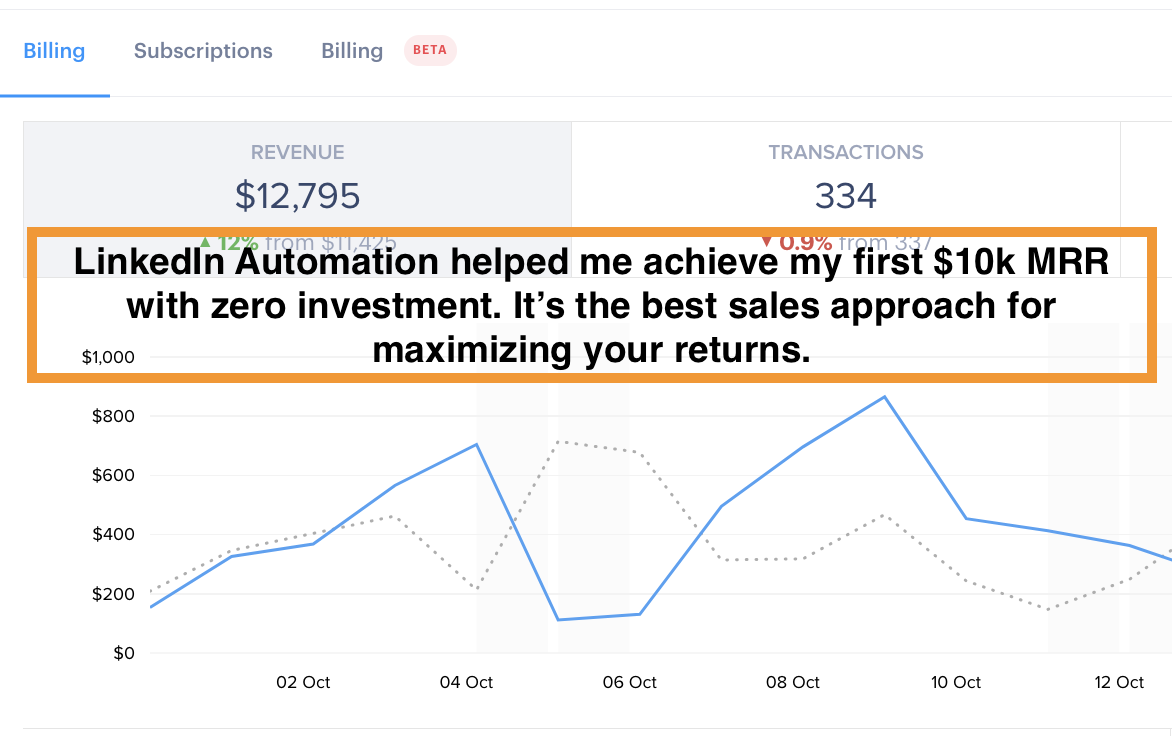 Billing Subscriptions Billing BETA
REVENUE TRANSACTIONS
$12,795 334
▲ 12% from $11,425 ▼ 0.9% from 337
LinkedIn Automation helped me achieve my first $10k MRR
with zero investment. It’s the best sales approach for
maximizing your returns.
$1,000
$800
$600
$400
$200
$0
02 Oct 04 Oct 06 Oct 08 Oct 10 Oct 12 Oct